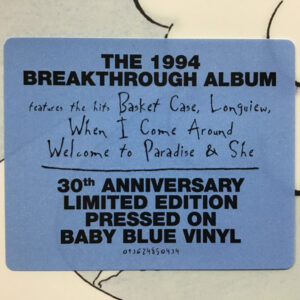 THE 1994
BREAKTHROUGH ALBUM
features the hits Basket Case, Longview,
When I Come Around
Welcome to Paradise & She
30th ANNIVERSARY
LIMITED EDITION
PRESSED ON
BABY BLUE VINYL